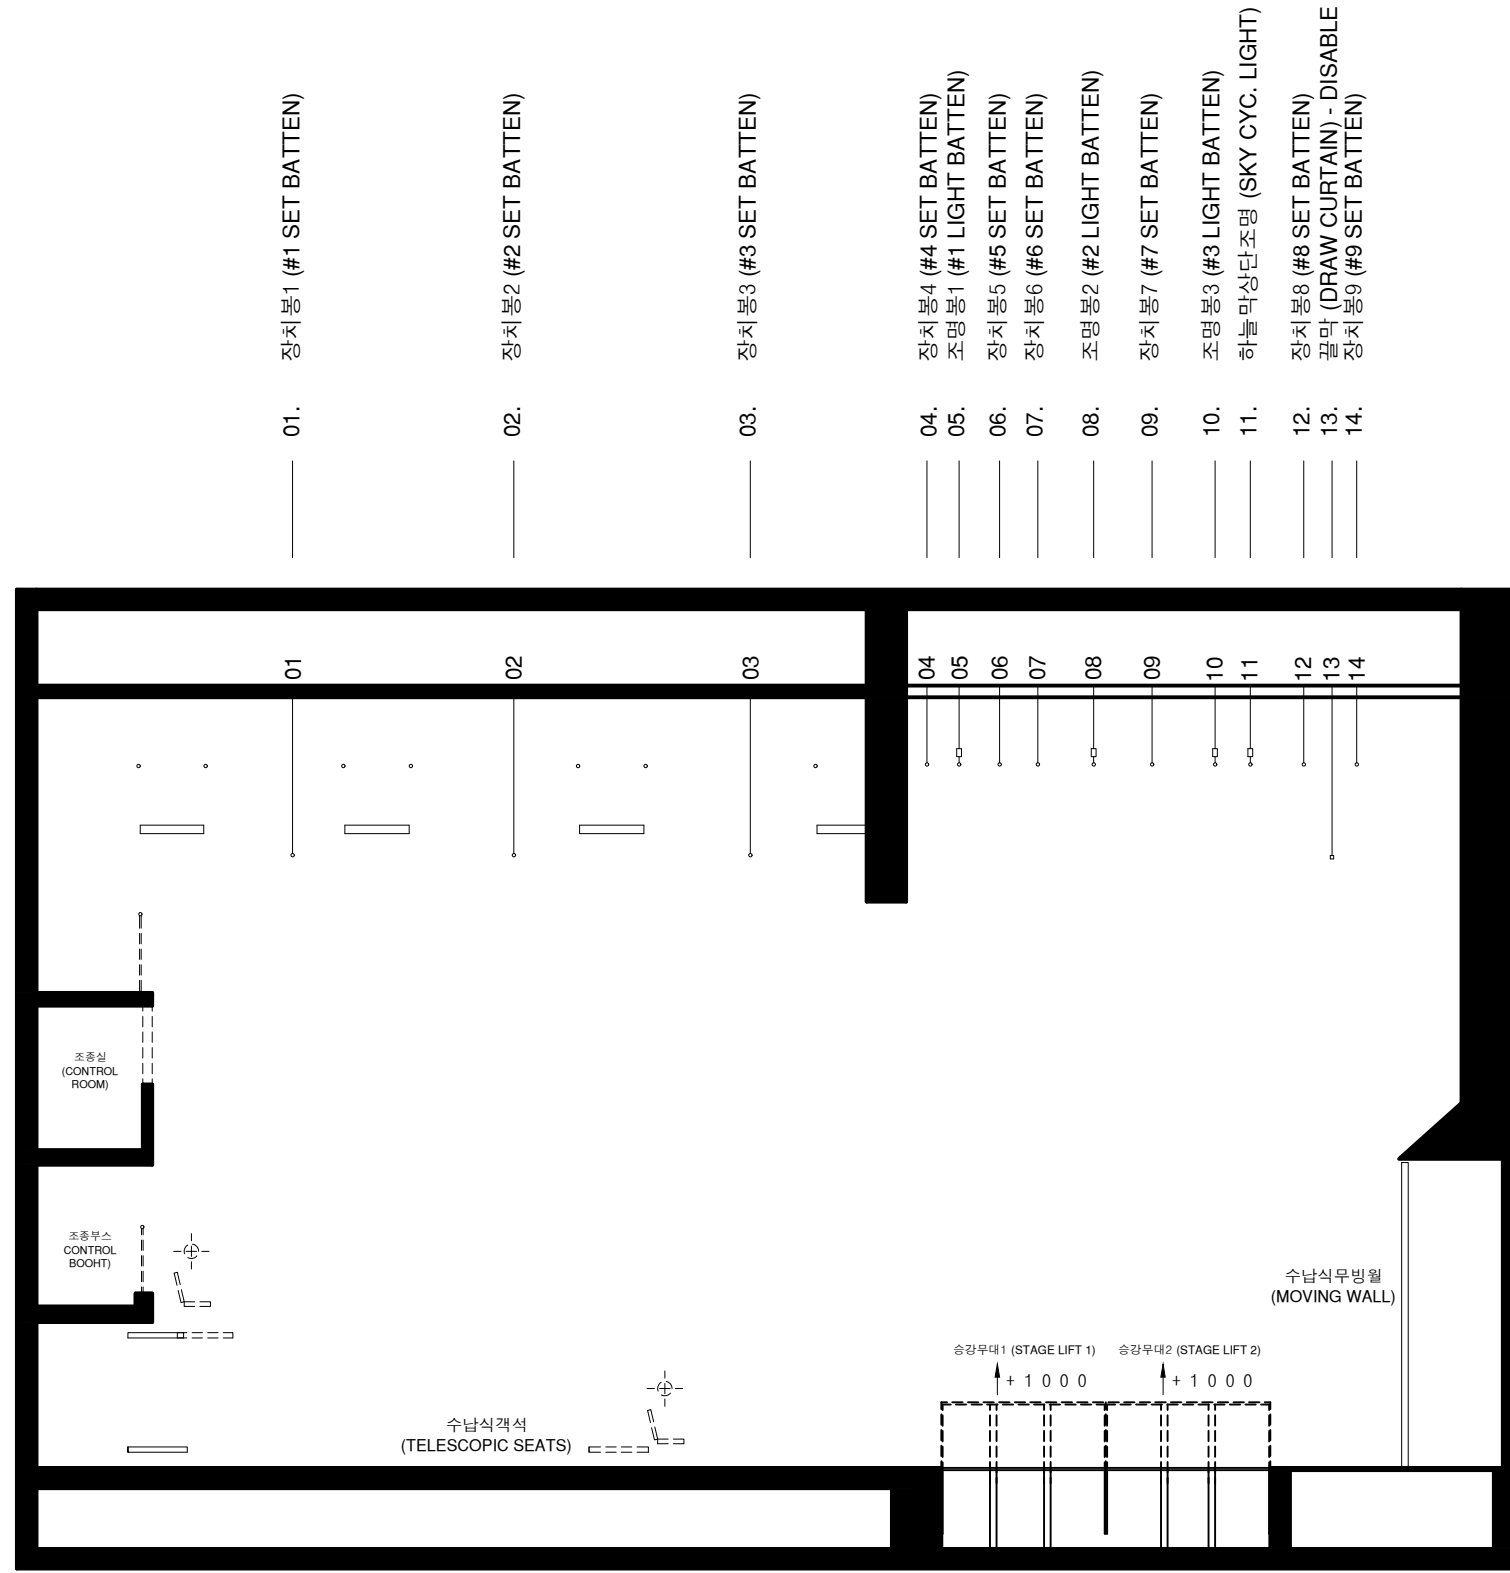 01. 장치봉1 (#1 SET BATTEN)
02. 장치봉2 (#2 SET BATTEN)
03. 장치봉3 (#3 SET BATTEN)
04. 장치봉4 (#4 SET BATTEN)
05. 조명봉1 (#1 LIGHT BATTEN)
06. 장치봉5 (#5 SET BATTEN)
07. 장치봉6 (#6 SET BATTEN)
08. 조명봉2 (#2 LIGHT BATTEN)
09. 장치봉7 (#7 SET BATTEN)
10. 조명봉3 (#3 LIGHT BATTEN)
11. 하늘막상단조명 (SKY CYC. LIGHT)
12. 장치봉8 (#8 SET BATTEN)
13. 끌막 (DRAW CURTAIN) - DISABLE
14. 장치봉9 (#9 SET BATTEN)
01
02
03
04
05
06
07
08
09
10
11
12
13
14
조종실
(CONTROL
ROOM)
조종부스
CONTROL
BOOHT)
수납식무빙월
(MOVING WALL)
승강무대1 (STAGE LIFT 1)
+1000
승강무대2 (STAGE LIFT 2)
+1000
수납식객석
(TELESCOPIC SEATS)